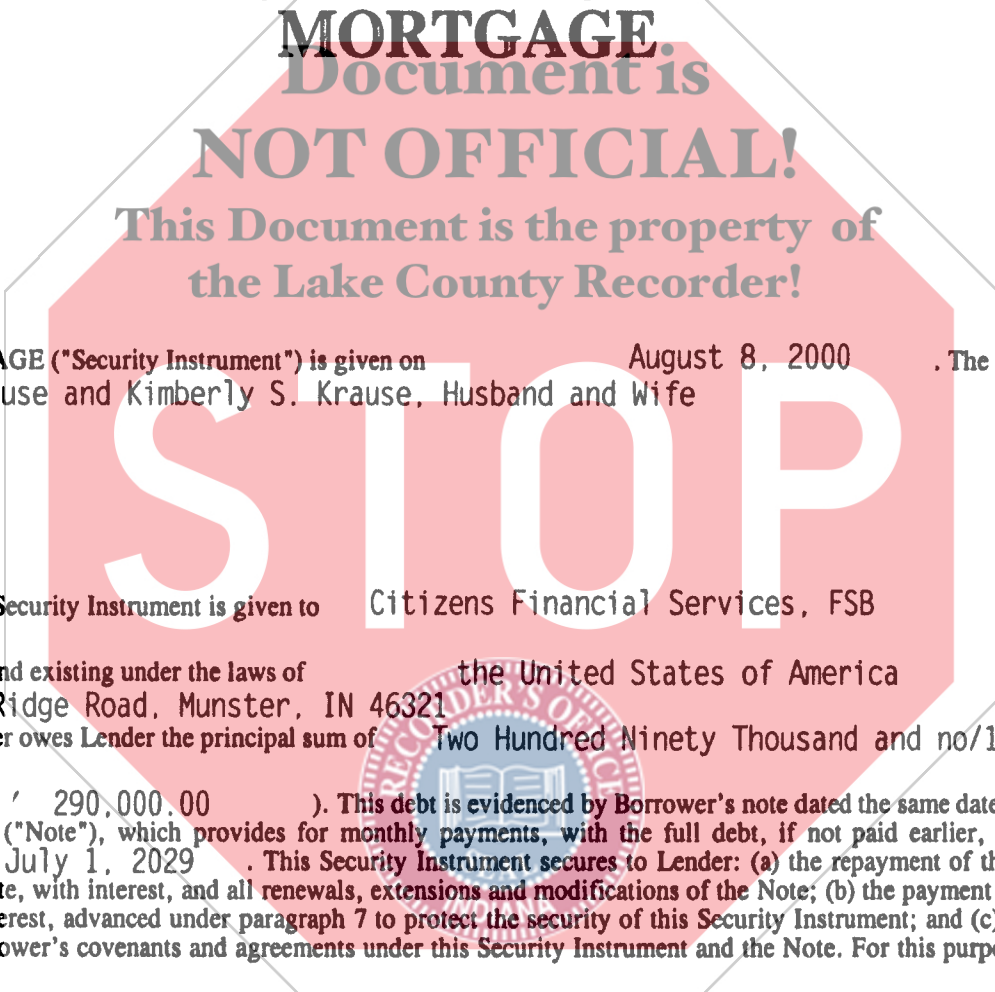 MORTGAGE
Document is
NOT OFFICIAL!
This Document is the property of
the Lake County Recorder!
AGE ("Security Instrument") is given on August 8, 2000 . The
use and Kimberly S. Krause, Husband and Wife
STOP
Security Instrument is given to Citizens Financial Services, FSB
nd existing under the laws of the United States of America
Ridge Road, Munster, IN 46321
er owes Lender the principal sum of Two Hundred Ninety Thousand and no/1
290,000.00 ). This debt is evidenced by Borrower's note dated the same date
("Note"), which provides for monthly payments, with the full debt, if not paid earlier,
July 1, 2029 . This Security Instrument secures to Lender: (a) the repayment of th
te, with interest, and all renewals, extensions and modifications of the Note; (b) the payment
erest, advanced under paragraph 7 to protect the security of this Security Instrument; and (c)
ower's covenants and agreements under this Security Instrument and the Note. For this purpo
RECORDER'S OFFICE
INDIANA